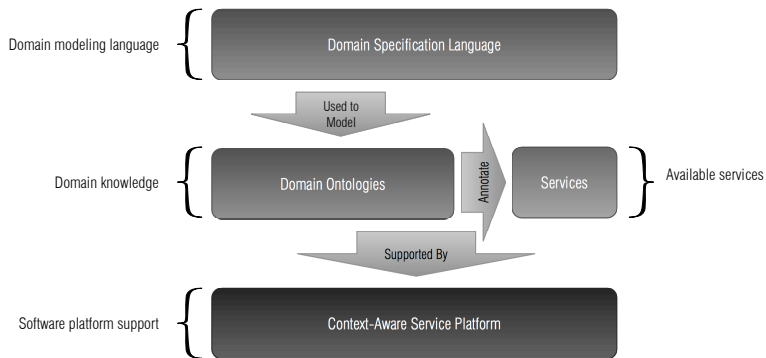 Domain modeling language
Domain Specification Language
Used to
Model
Domain knowledge
Domain Ontologies
Annotate
Services
Available services
Supported By
Software platform support
Context-Aware Service Platform